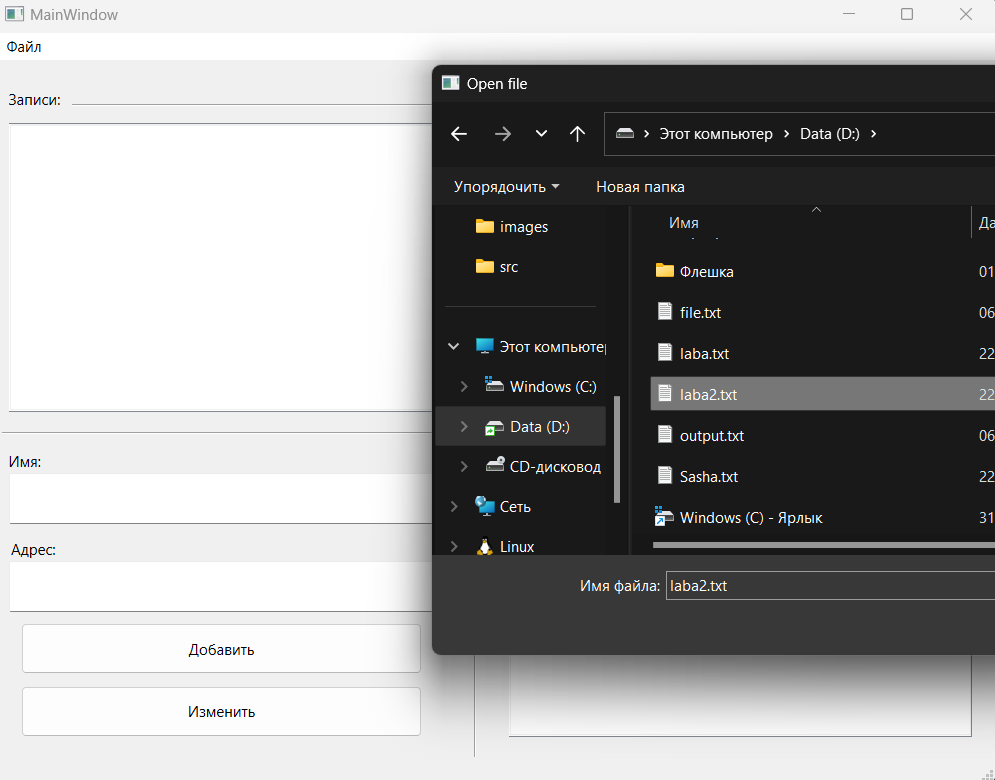 MainWindow
Файл
Записи:
Имя:
Адрес:
Добавить
Изменить
Open file
Этот компьютер
Data (D:)
Упорядочить
Новая папка
images
src
Этот компьютер
Windows (C:)
Data (D:)
CD-дисковод
Сеть
Linux
Имя
Да
Флешка
01
file.txt
06
laba.txt
22
laba2.txt
22
output.txt
06
Sasha.txt
22
Windows (C) - Ярлык
31
Имя файла:
laba2.txt